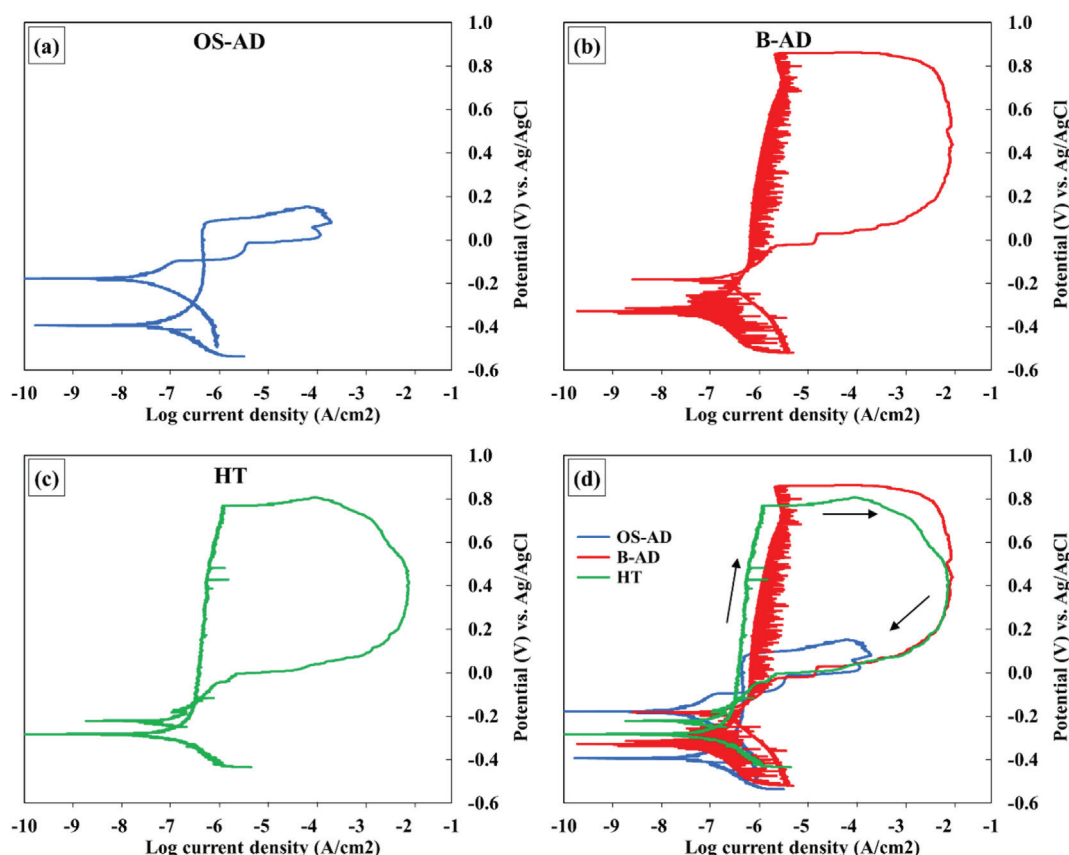 (a)
OS-AD
1.0
0.8
0.6
0.4
0.2
0.0
-0.2
-0.4
-0.6
Potential (V) vs. Ag/AgCl
-10 -9 -8 -7 -6 -5 -4 -3 -2 -1
Log current density (A/cm2)
(b)
B-AD
1.0
0.8
0.6
0.4
0.2
0.0
-0.2
-0.4
-0.6
Potential (V) vs. Ag/AgCl
-10 -9 -8 -7 -6 -5 -4 -3 -2 -1
Log current density (A/cm2)
(c)
HT
1.0
0.8
0.6
0.4
0.2
0.0
-0.2
-0.4
-0.6
Potential (V) vs. Ag/AgCl
-10 -9 -8 -7 -6 -5 -4 -3 -2 -1
Log current density (A/cm2)
(d)
OS-AD
B-AD
HT
1.0
0.8
0.6
0.4
0.2
0.0
-0.2
-0.4
-0.6
Potential (V) vs. Ag/AgCl
-10 -9 -8 -7 -6 -5 -4 -3 -2 -1
Log current density (A/cm2)